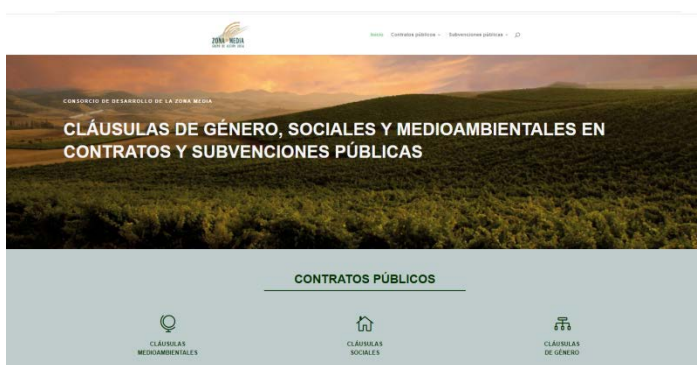 ZONA MEDIA
Inicio Contratos públicos Subvenciones públicas
CONSORCIO DE DESARROLLO DE LA ZONA MEDIA
CLÁUSULAS DE GÉNERO, SOCIALES Y MEDIOAMBIENTALES EN
CONTRATOS Y SUBVENCIONES PÚBLICAS
CONTRATOS PÚBLICOS
CLÁUSULAS
MEDIOAMBIENTALES
CLÁUSULAS
SOCIALES
CLÁUSULAS
DE GÉNERO